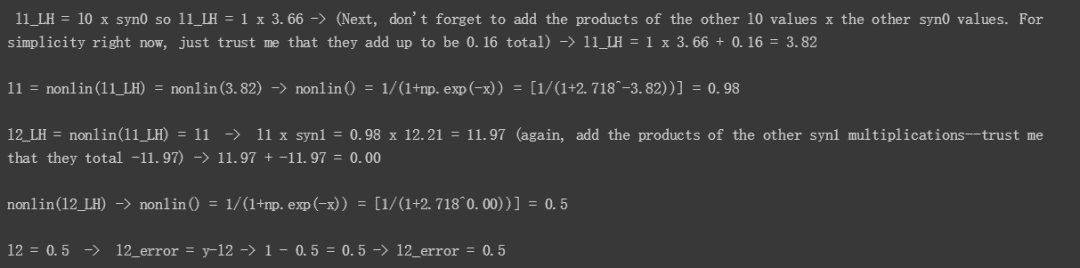 l1_LH = l0 x syn0 so l1_LH = 1 x 3.66 -> (Next, don't forget to add the products of the other l0 values x the other syn0 values. For
simplicity right now, just trust me that they add up to be 0.16 total) -> l1_LH = 1 x 3.66 + 0.16 = 3.82
l1 = nonlin(l1_LH) = nonlin(3.82) -> nonlin() = 1/(1+np.exp(-x)) = [1/(1+2.718^-3.82))] = 0.98
l2_LH = nonlin(l1_LH) = l1 -> l1 x syn1 = 0.98 x 12.21 = 11.97 (again, add the products of the other syn1 multiplications--trust me
that they total -11.97) -> 11.97 + -11.97 = 0.00
nonlin(l2_LH) -> nonlin() = 1/(1+np.exp(-x)) = [1/(1+2.718^0.00))] = 0.5
l2 = 0.5 -> l2_error = y-l2 -> 1 - 0.5 = 0.5 -> l2_error = 0.5